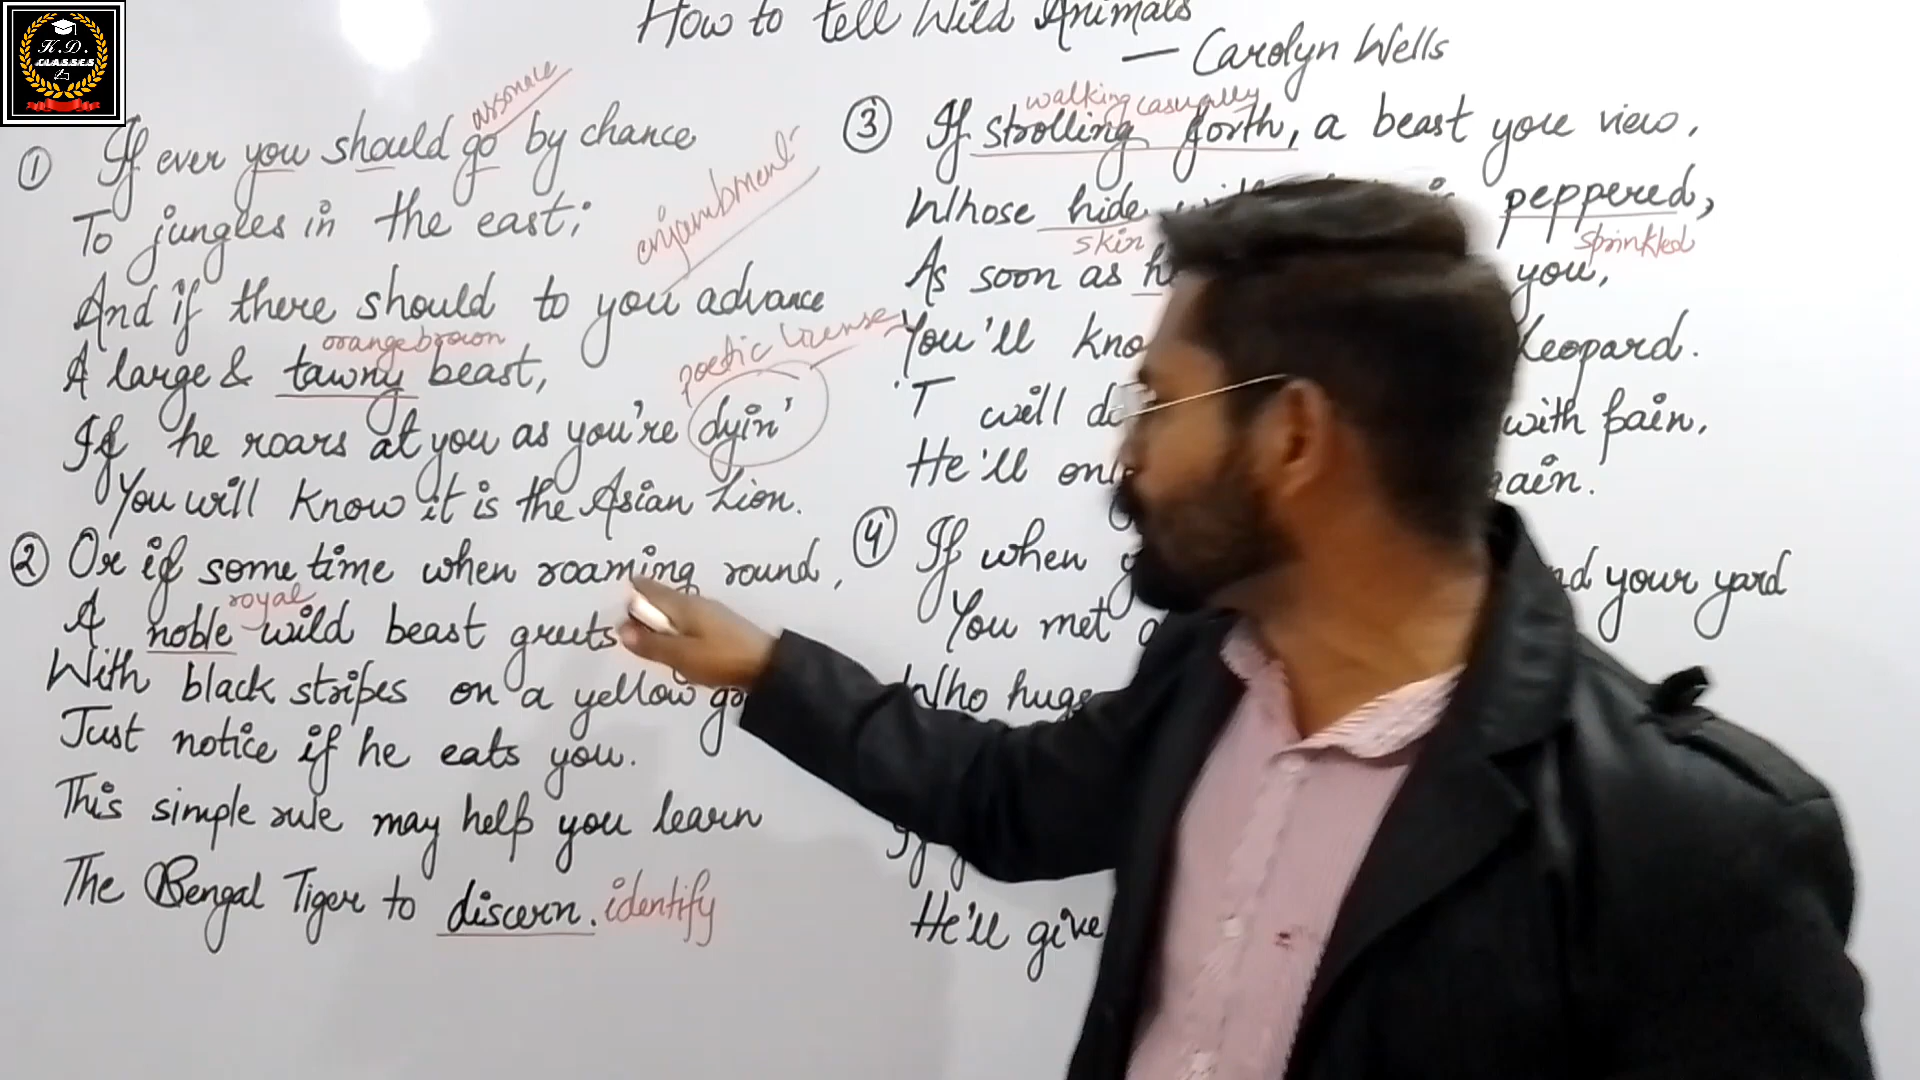 K.D.
CLASSES
How to tell Wild Animals
— Carolyn Wells
assonace
① If ever you should go by chance
To jungles in the east;
enjambment
And if there should to you advance
orange brown
A large & tawny beast,
poetic license
If he roars at you as you're dyin'
You will know it is the Asian Lion.
② Or if some time when roaming round,
royal
A noble wild beast greets
With black stripes on a yellow
Just notice if he eats you.
This simple rule may help you learn
The Bengal Tiger to discern. identify
walking casually
③ If strolling forth, a beast you view,
Whose hide peppered,
skin sprinkled
As soon as you,
You'll Leopard.
'T will with pain,
He'll
④ If when your yard
You met
Who
He'll give